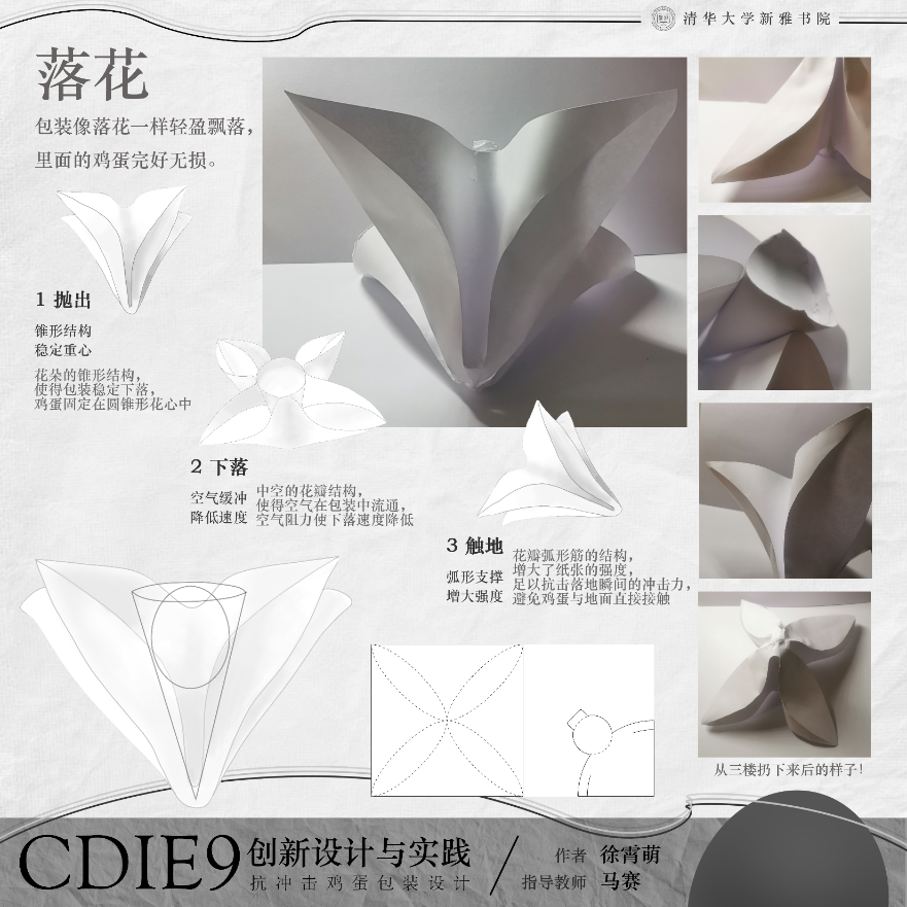 清华大学新雅书院
落花
包装像落花一样轻盈飘落，
里面的鸡蛋完好无损。
1 抛出
锥形结构
稳定重心
花朵的锥形结构，
使得包装稳定下落，
鸡蛋固定在圆锥形花心中
2 下落
空气缓冲
降低速度
中空的花瓣结构，
使得空气在包装中流通，
空气阻力使下落速度降低
3 触地
弧形支撑
增大强度
花瓣弧形筋的结构，
增大了纸张的强度，
足以抗击落地瞬间的冲击力，
避免鸡蛋与地面直接接触
从三楼扔下来后的样子！
CDIE9
创新设计与实践
抗冲击鸡蛋包装设计
作者 徐霄萌
指导教师 马赛